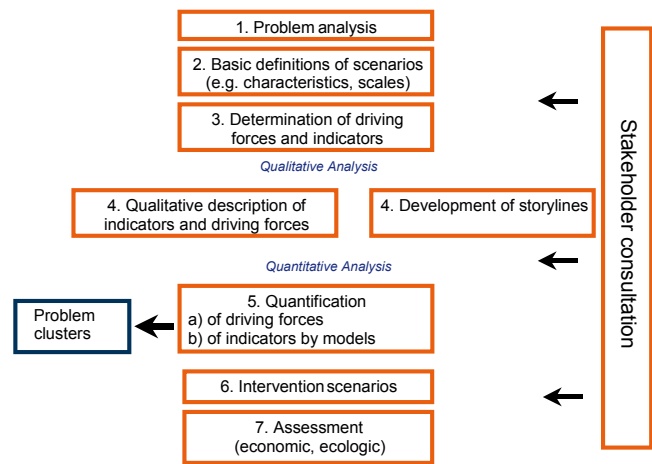 1. Problem analysis
2. Basic definitions of scenarios
(e.g. characteristics, scales)
3. Determination of driving
forces and indicators
Qualitative Analysis
4. Qualitative description of
indicators and driving forces
4. Development of storylines
Quantitative Analysis
5. Quantification
a) of driving forces
b) of indicators by models
Problem
clusters
6. Intervention scenarios
7. Assessment
(economic, ecologic)
Stakeholder consultation